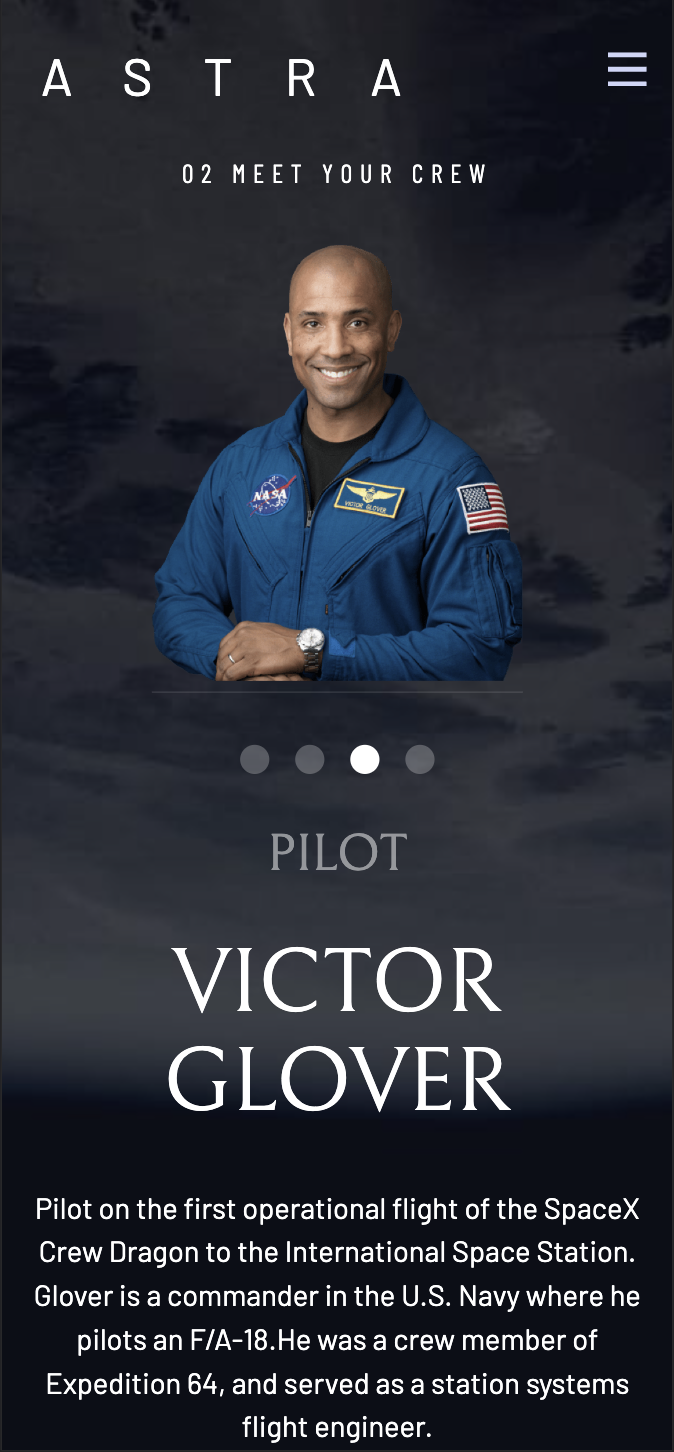 ASTRA
02 MEET YOUR CREW
NASA
VICTOR GLOVER
PILOT
VICTOR
GLOVER
Pilot on the first operational flight of the SpaceX
Crew Dragon to the International Space Station.
Glover is a commander in the U.S. Navy where he
pilots an F/A-18.He was a crew member of
Expedition 64, and served as a station systems
flight engineer.